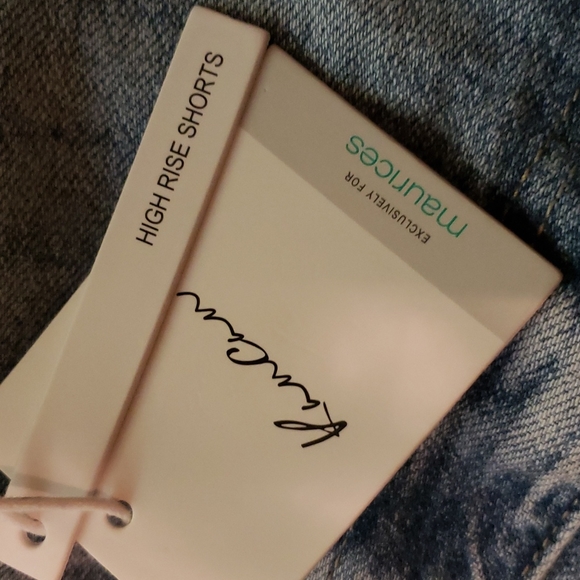 HIGH RISE SHORTS
KanCan
EXCLUSIVELY FOR
maurices